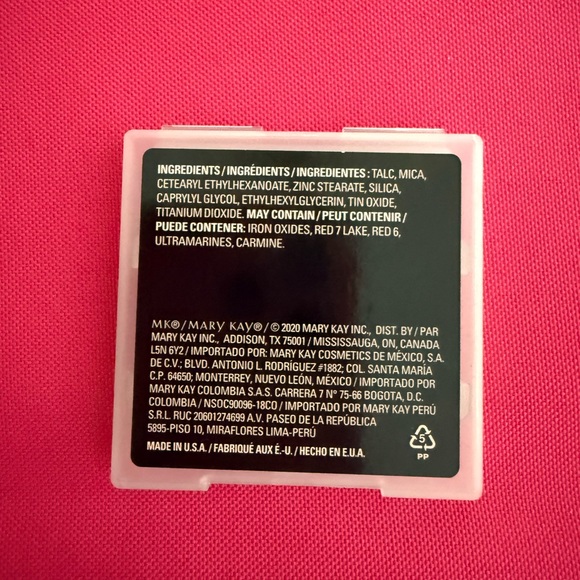 INGREDIENTS / INGRÉDIENTS / INGREDIENTES : TALC, MICA,
CETEARYL ETHYLHEXANOATE, ZINC STEARATE, SILICA,
CAPRYLYL GLYCOL, ETHYLHEXYLGLYCERIN, TIN OXIDE,
TITANIUM DIOXIDE. MAY CONTAIN / PEUT CONTENIR /
PUEDE CONTENER: IRON OXIDES, RED 7 LAKE, RED 6,
ULTRAMARINES, CARMINE.
MK® / MARY KAY® / © 2020 MARY KAY INC., DIST. BY / PAR
MARY KAY INC., ADDISON, TX 75001 / MISSISSAUGA, ON, CANADA
L5N 6Y2 / IMPORTADO POR: MARY KAY COSMETICS DE MÉXICO, S.A.
DE C.V.; BLVD. ANTONIO L. RODRÍGUEZ #1882; COL. SANTA MARÍA
C.P. 64650; MONTERREY, NUEVO LEÓN, MÉXICO / IMPORTADO POR
MARY KAY COLOMBIA S.A.S. CARRERA 7 N° 75-66 BOGOTA, D.C.
COLOMBIA / NSOC90096-18CO / IMPORTADO POR MARY KAY PERÚ
S.R.L. RUC 20601274699 A.V. PASEO DE LA REPÚBLICA
5895-PISO 10, MIRAFLORES LIMA-PERÚ
MADE IN U.S.A. / FABRIQUÉ AUX É.-U. / HECHO EN E.U.A.
5
PP